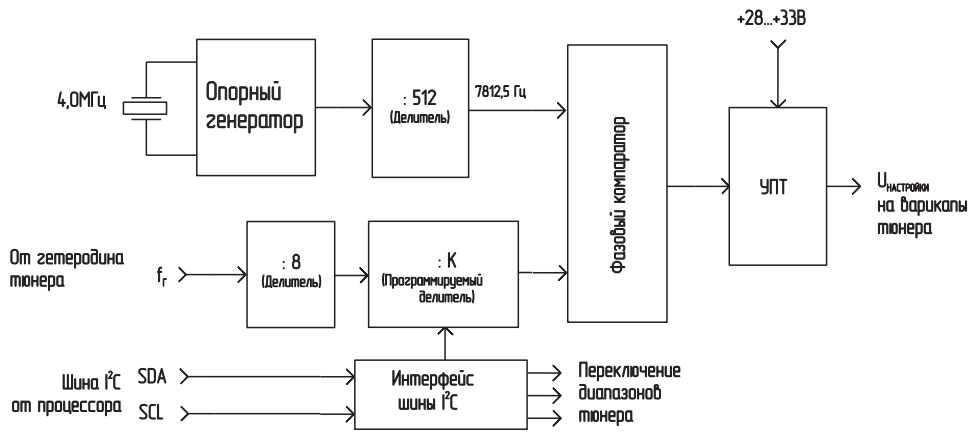 +28...+33В
4,0МГц
Опорный
генератор
: 512
(Делитель)
7812,5 Гц
Фазовый компаратор
УПТ
Uнастройки
на варикапы
тюнера
От гетеродина
тюнера
fг
: 8
(Делитель)
: К
(Программируемый
делитель)
Шина I²C
от процессора
SDA
SCL
Интерфейс
шины I²C
Переключение
диапазонов
тюнера